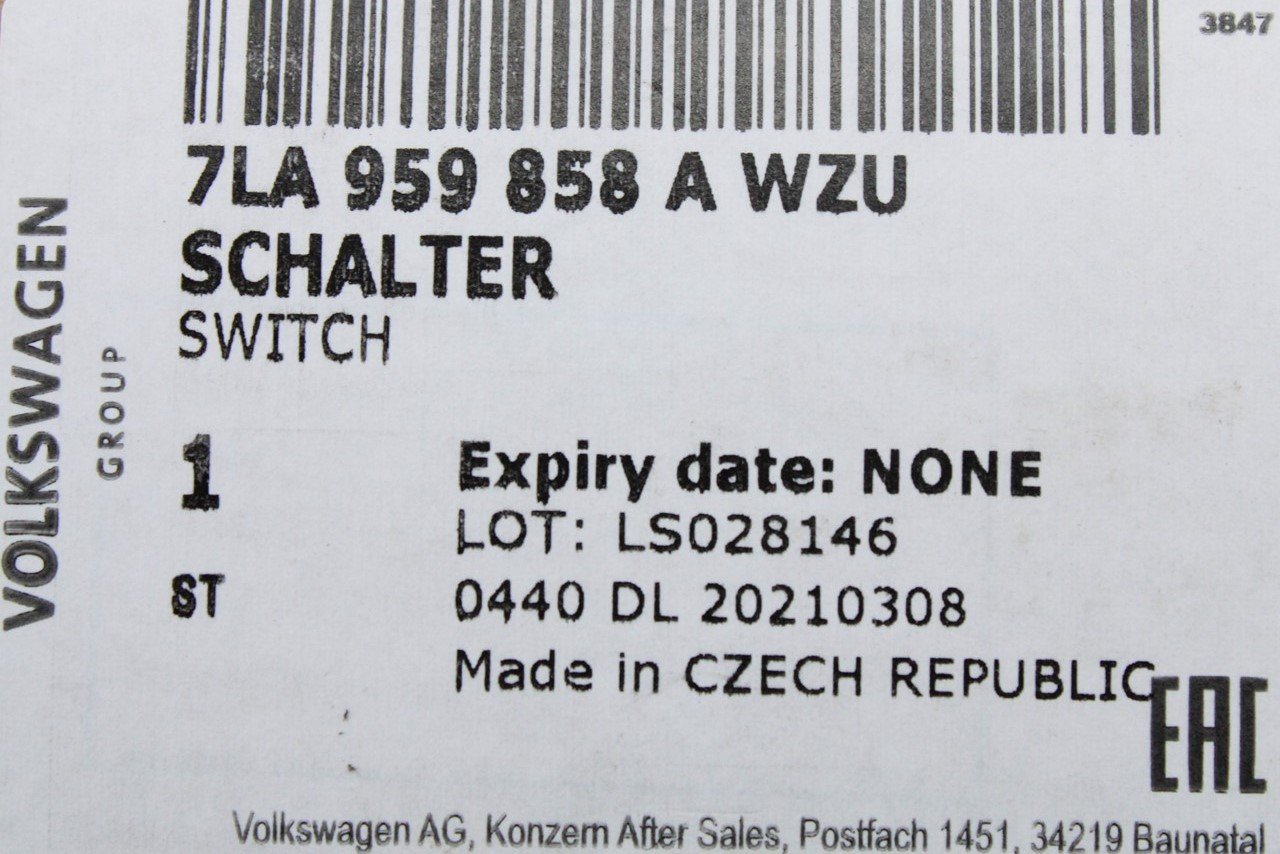 3847
VOLKSWAGEN
GROUP
7LA 959 858 A WZU
SCHALTER
SWITCH
1
Expiry date: NONE
LOT: LS028146
ST
0440 DL 20210308
Made in CZECH REPUBLIC
EAC
Volkswagen AG, Konzern After Sales, Postfach 1451, 34219 Baunatal